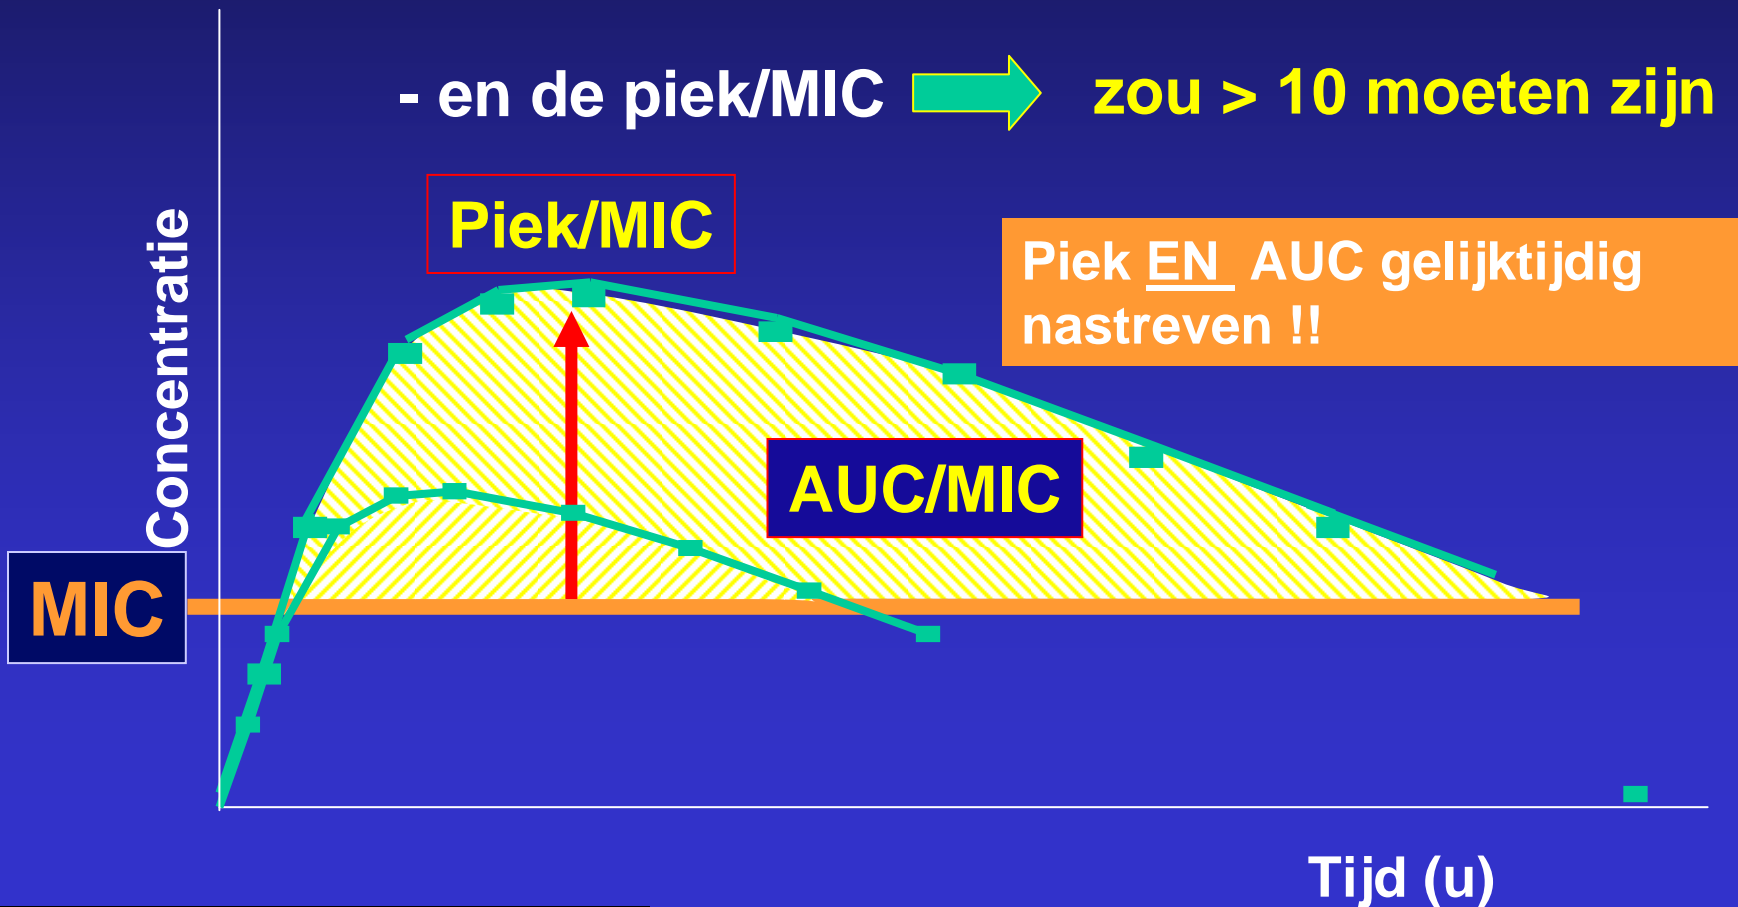 - en de piek/MIC zou > 10 moeten zijn
Piek/MIC
Piek EN AUC gelijktijdig
nastreven !!
Concentratie
AUC/MIC
MIC
Tijd (u)